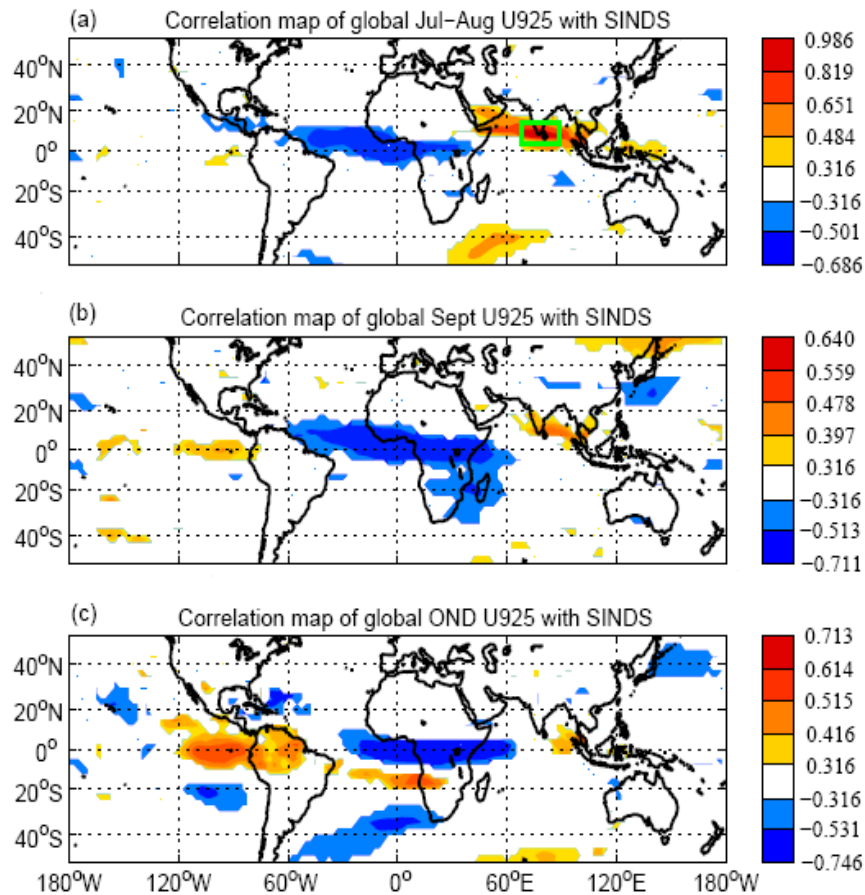 (a) Correlation map of global Jul-Aug U925 with SINDS
40°N
20°N
0°
20°S
40°S
0.986
0.819
0.651
0.484
0.316
−0.316
−0.501
−0.686
(b) Correlation map of global Sept U925 with SINDS
40°N
20°N
0°
20°S
40°S
0.640
0.559
0.478
0.397
0.316
−0.316
−0.513
−0.711
(c) Correlation map of global OND U925 with SINDS
40°N
20°N
0°
20°S
40°S
0.713
0.614
0.515
0.416
0.316
−0.316
−0.531
−0.746
180°W 120°W 60°W 0° 60°E 120°E 180°W